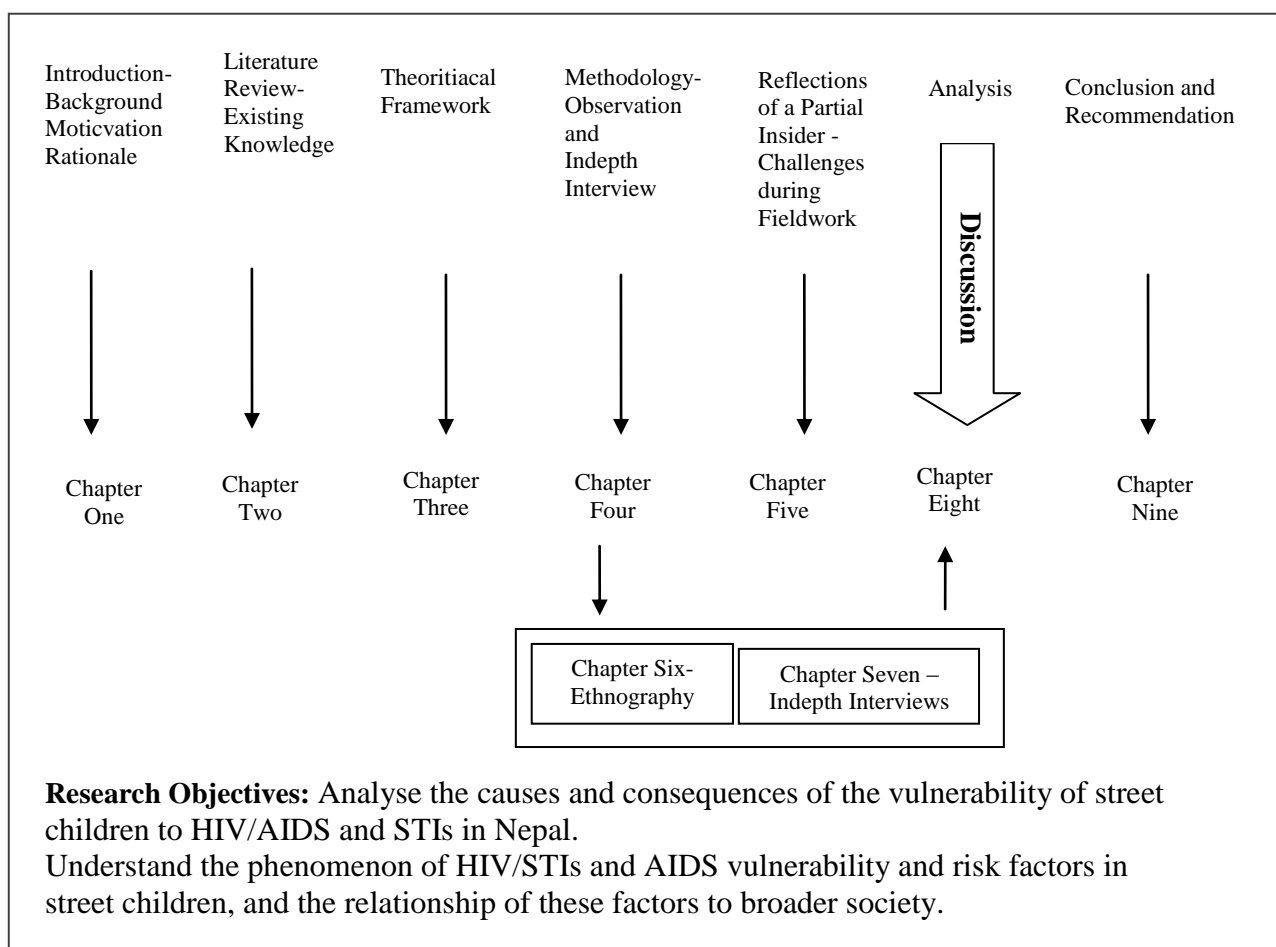 Introduction-
Background
Moticvation
Rationale
Literature
Review-
Existing
Knowledge
Theoritiacal
Framework
Methodology-
Observation
and
Indepth
Interview
Reflections
of a Partial
Insider -
Challenges
during
Fieldwork
Analysis
Conclusion and
Recommendation
Discussion
Chapter
One
Chapter
Two
Chapter
Three
Chapter
Four
Chapter
Five
Chapter
Eight
Chapter
Nine
Chapter Six-
Ethnography
Chapter Seven –
Indepth Interviews
Research Objectives: Analyse the causes and consequences of the vulnerability of street
children to HIV/AIDS and STIs in Nepal.
Understand the phenomenon of HIV/STIs and AIDS vulnerability and risk factors in
street children, and the relationship of these factors to broader society.